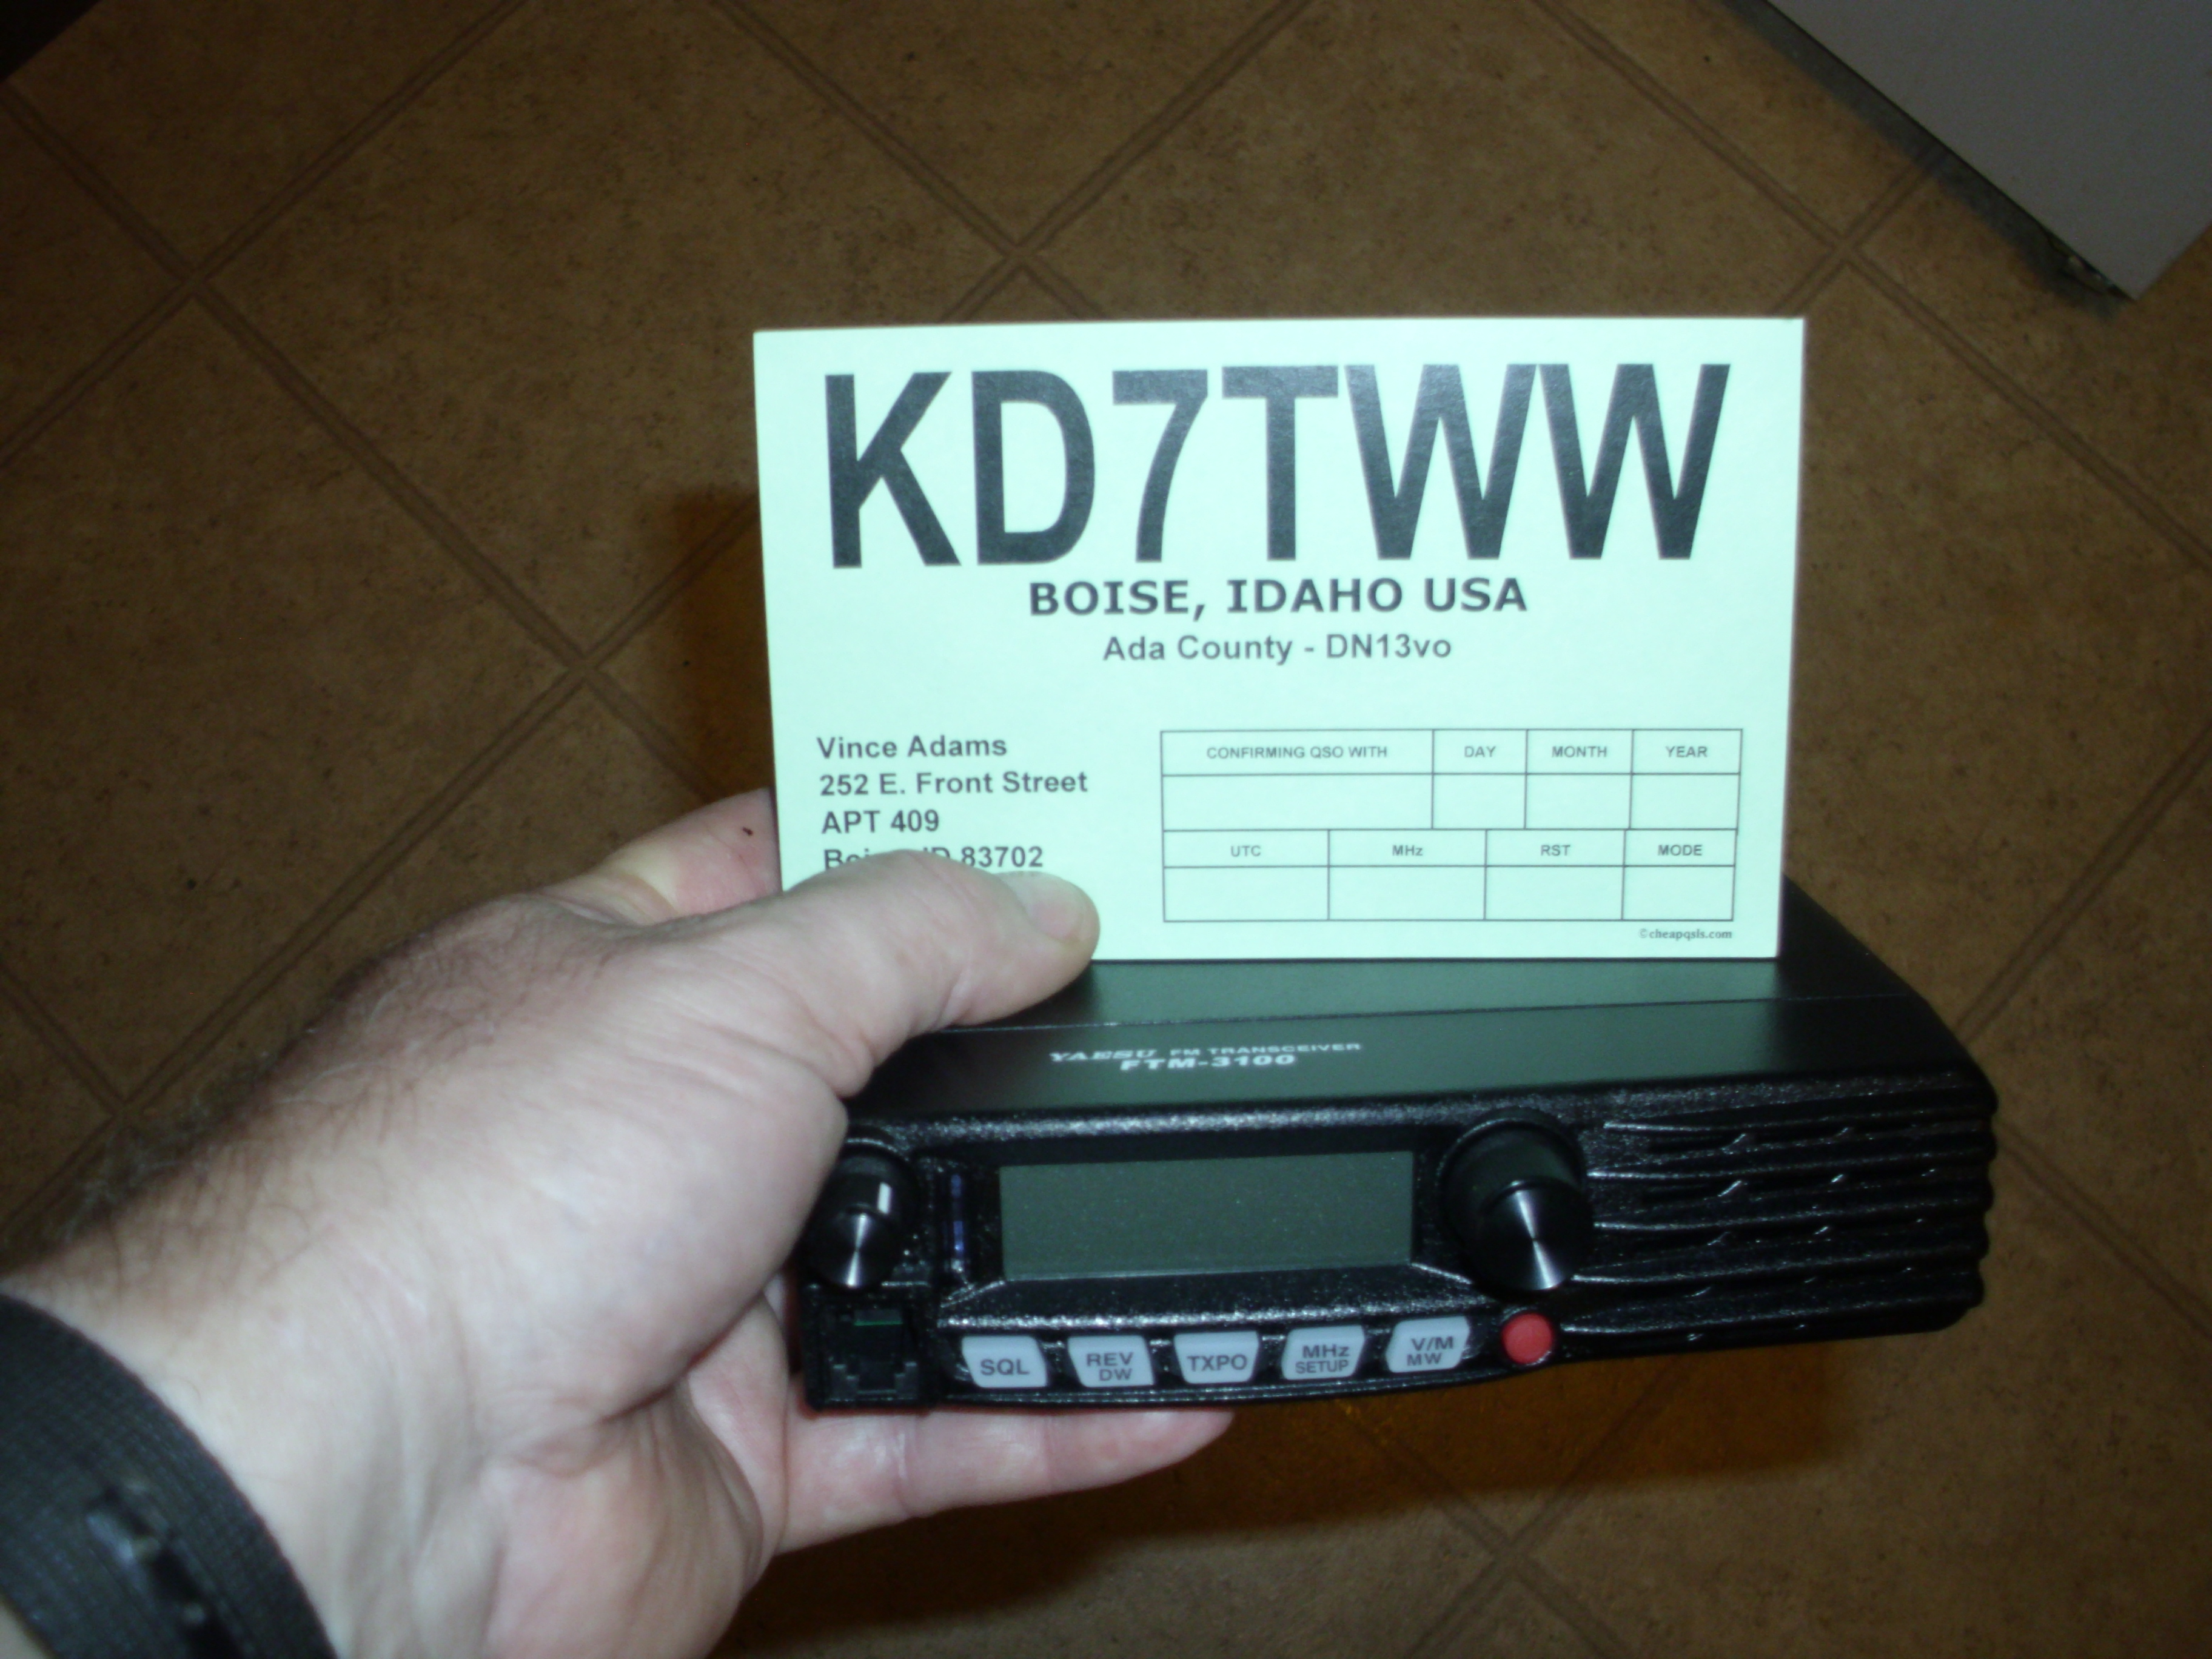 KD7TWW
BOISE, IDAHO USA
Ada County - DN13vo
Vince Adams
252 E. Front Street
APT 409
83702
CONFIRMING QSO WITH DAY MONTH YEAR
UTC MHz RST MODE
©cheapqsls.com
YAESU FM TRANSCEIVER
FTM-3100
SQL
REV
DW
TXPO
MHz
SETUP
V/M
MW